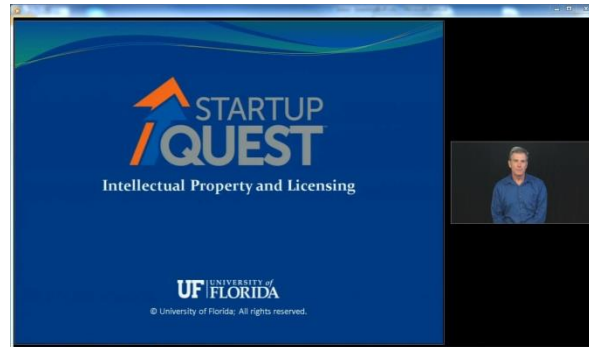 STARTUP
QUEST
Intellectual Property and Licensing
UF UNIVERSITY of
FLORIDA
© University of Florida; All rights reserved.